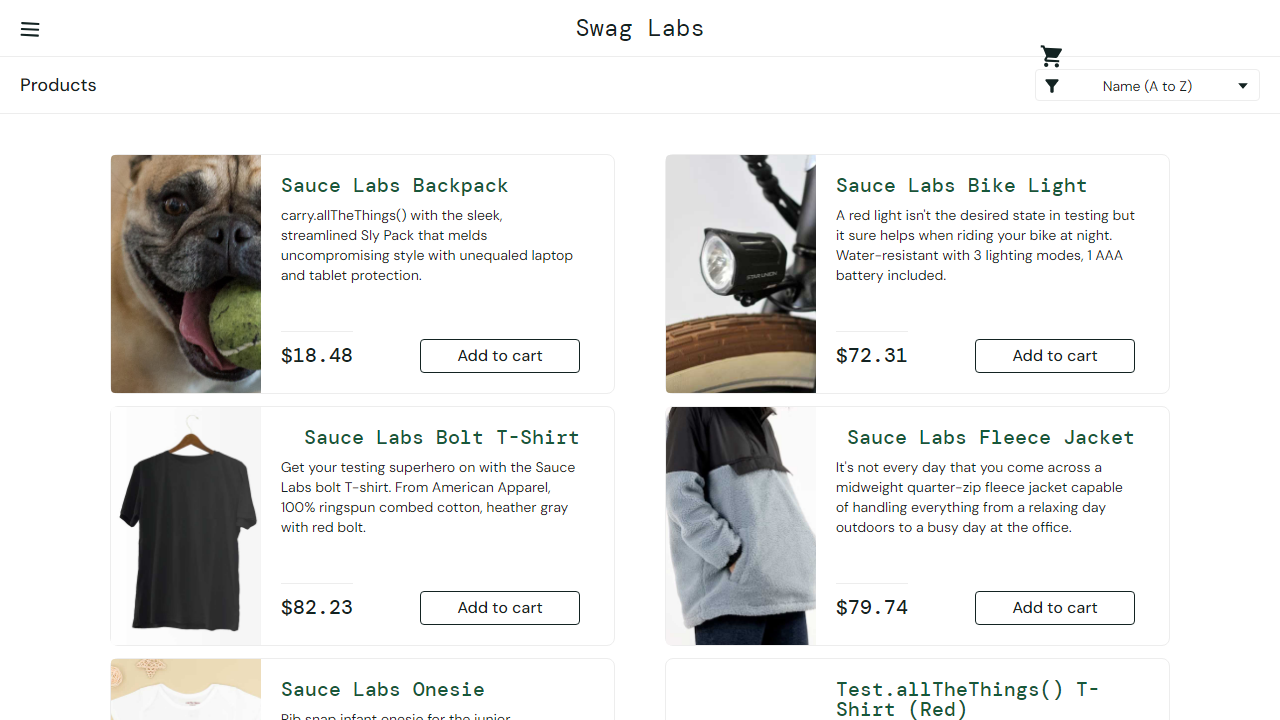 Swag Labs
Products
Name (A to Z)
Sauce Labs Backpack
carry.allTheThings() with the sleek,
streamlined Sly Pack that melds
uncompromising style with unequaled laptop
and tablet protection.
$18.48
Add to cart
Sauce Labs Bike Light
A red light isn't the desired state in testing but
it sure helps when riding your bike at night.
Water-resistant with 3 lighting modes, 1 AAA
battery included.
$72.31
Add to cart
Sauce Labs Bolt T-Shirt
Get your testing superhero on with the Sauce
Labs bolt T-shirt. From American Apparel,
100% ringspun combed cotton, heather gray
with red bolt.
$82.23
Add to cart
Sauce Labs Fleece Jacket
It's not every day that you come across a
midweight quarter-zip fleece jacket capable
of handling everything from a relaxing day
outdoors to a busy day at the office.
$79.74
Add to cart
Sauce Labs Onesie
Rib snap infant onesie for the junior
Test.allTheThings() T-
Shirt (Red)